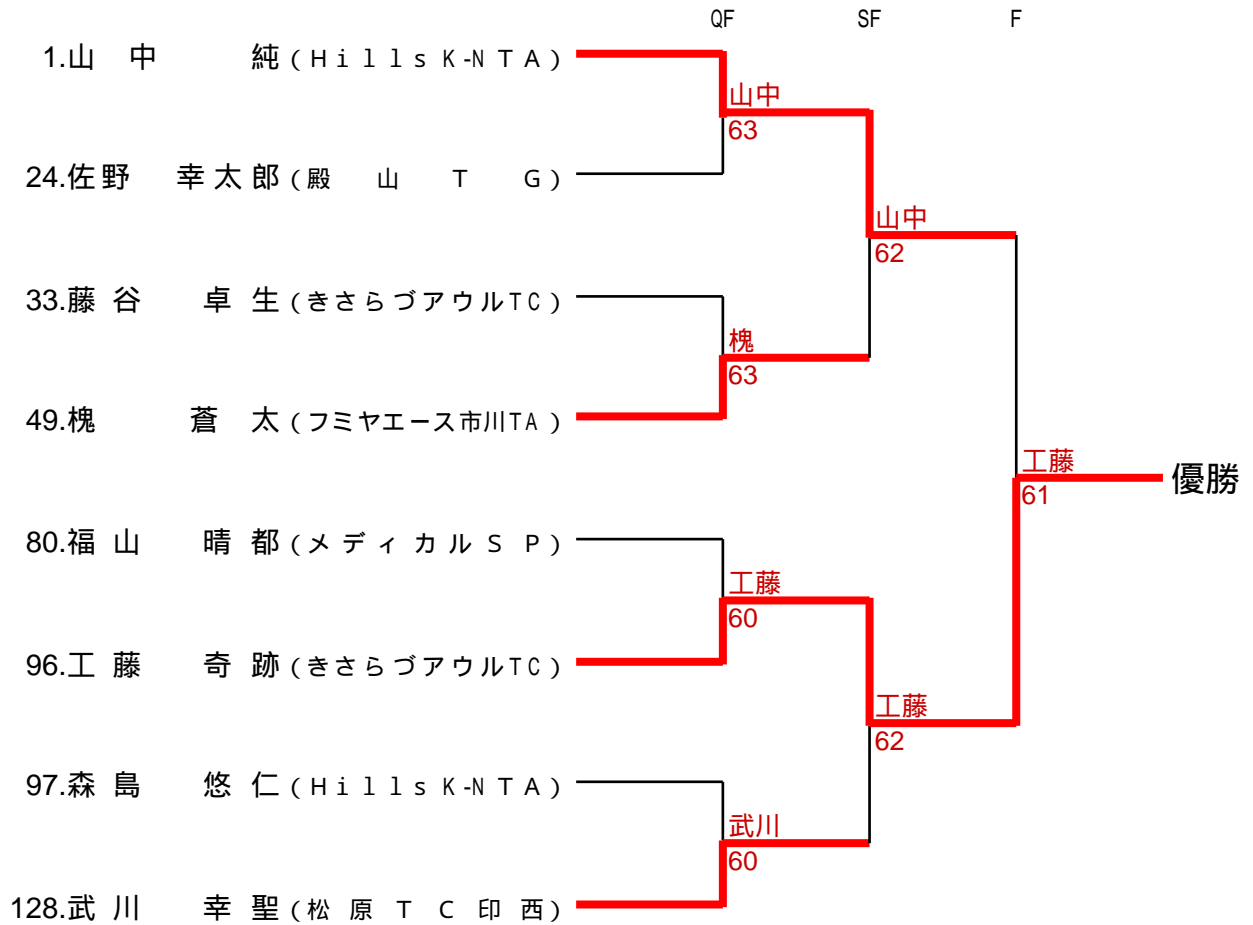 QF SF F
1.山 中 純(Hills K-NTA)
山中
63
24.佐野 幸太郎(殿 山 T G)
山中
62
33.藤谷 卓生(きさらづアウルTC)
槐
63
49.槐 蒼太(フミヤエース市川TA)
工藤
61
優勝
80.福山 晴都(メディカルSP)
工藤
60
96.工藤 奇跡(きさらづアウルTC)
工藤
62
97.森島 悠仁(Hills K-NTA)
武川
60
128.武川 幸聖(松原TC印西)